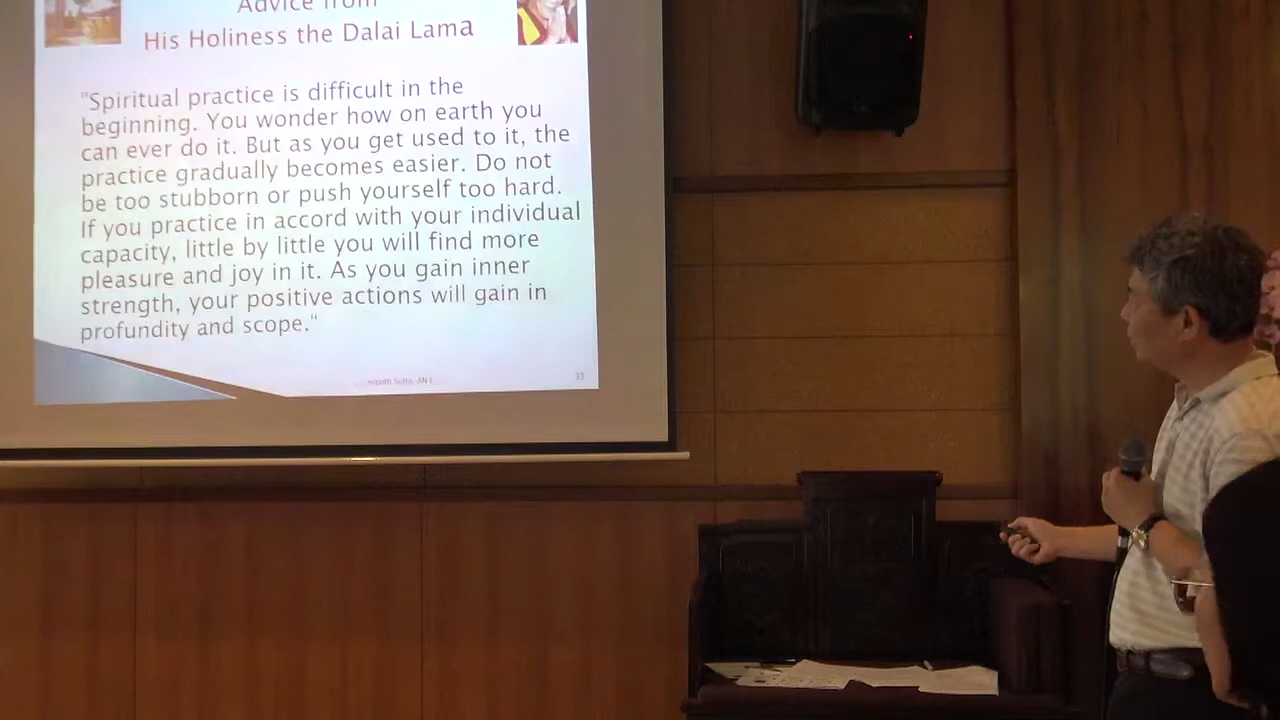 Advice from
His Holiness the Dalai Lama
"Spiritual practice is difficult in the
beginning. You wonder how on earth you
can ever do it. But as you get used to it, the
practice gradually becomes easier. Do not
be too stubborn or push yourself too hard.
If you practice in accord with your individual
capacity, little by little you will find more
pleasure and joy in it. As you gain inner
strength, your positive actions will gain in
profundity and scope."
Sutta, AN I
33